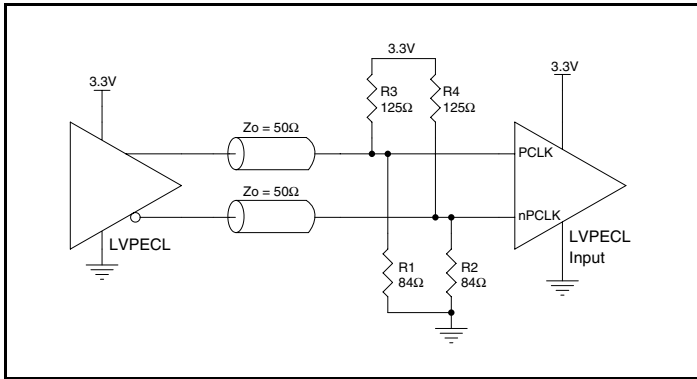 3.3V
3.3V
3.3V
R3
125Ω
R4
125Ω
Zo = 50Ω
PCLK
Zo = 50Ω
nPCLK
LVPECL
LVPECL
Input
R1
84Ω
R2
84Ω